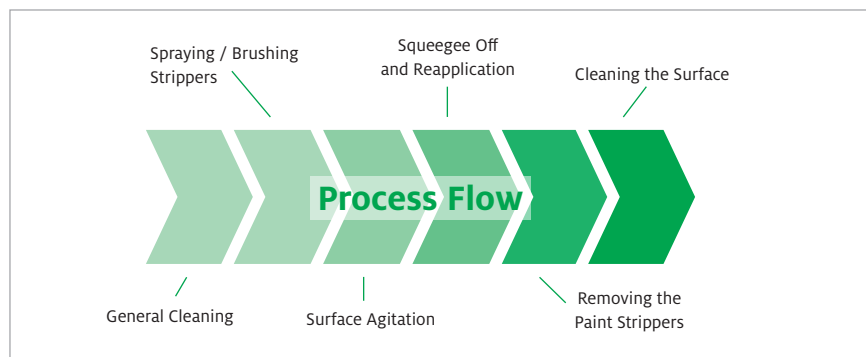 Spraying / Brushing
Strippers
Squeegee Off
and Reapplication
Cleaning the Surface
Process Flow
General Cleaning
Surface Agitation
Removing the
Paint Strippers